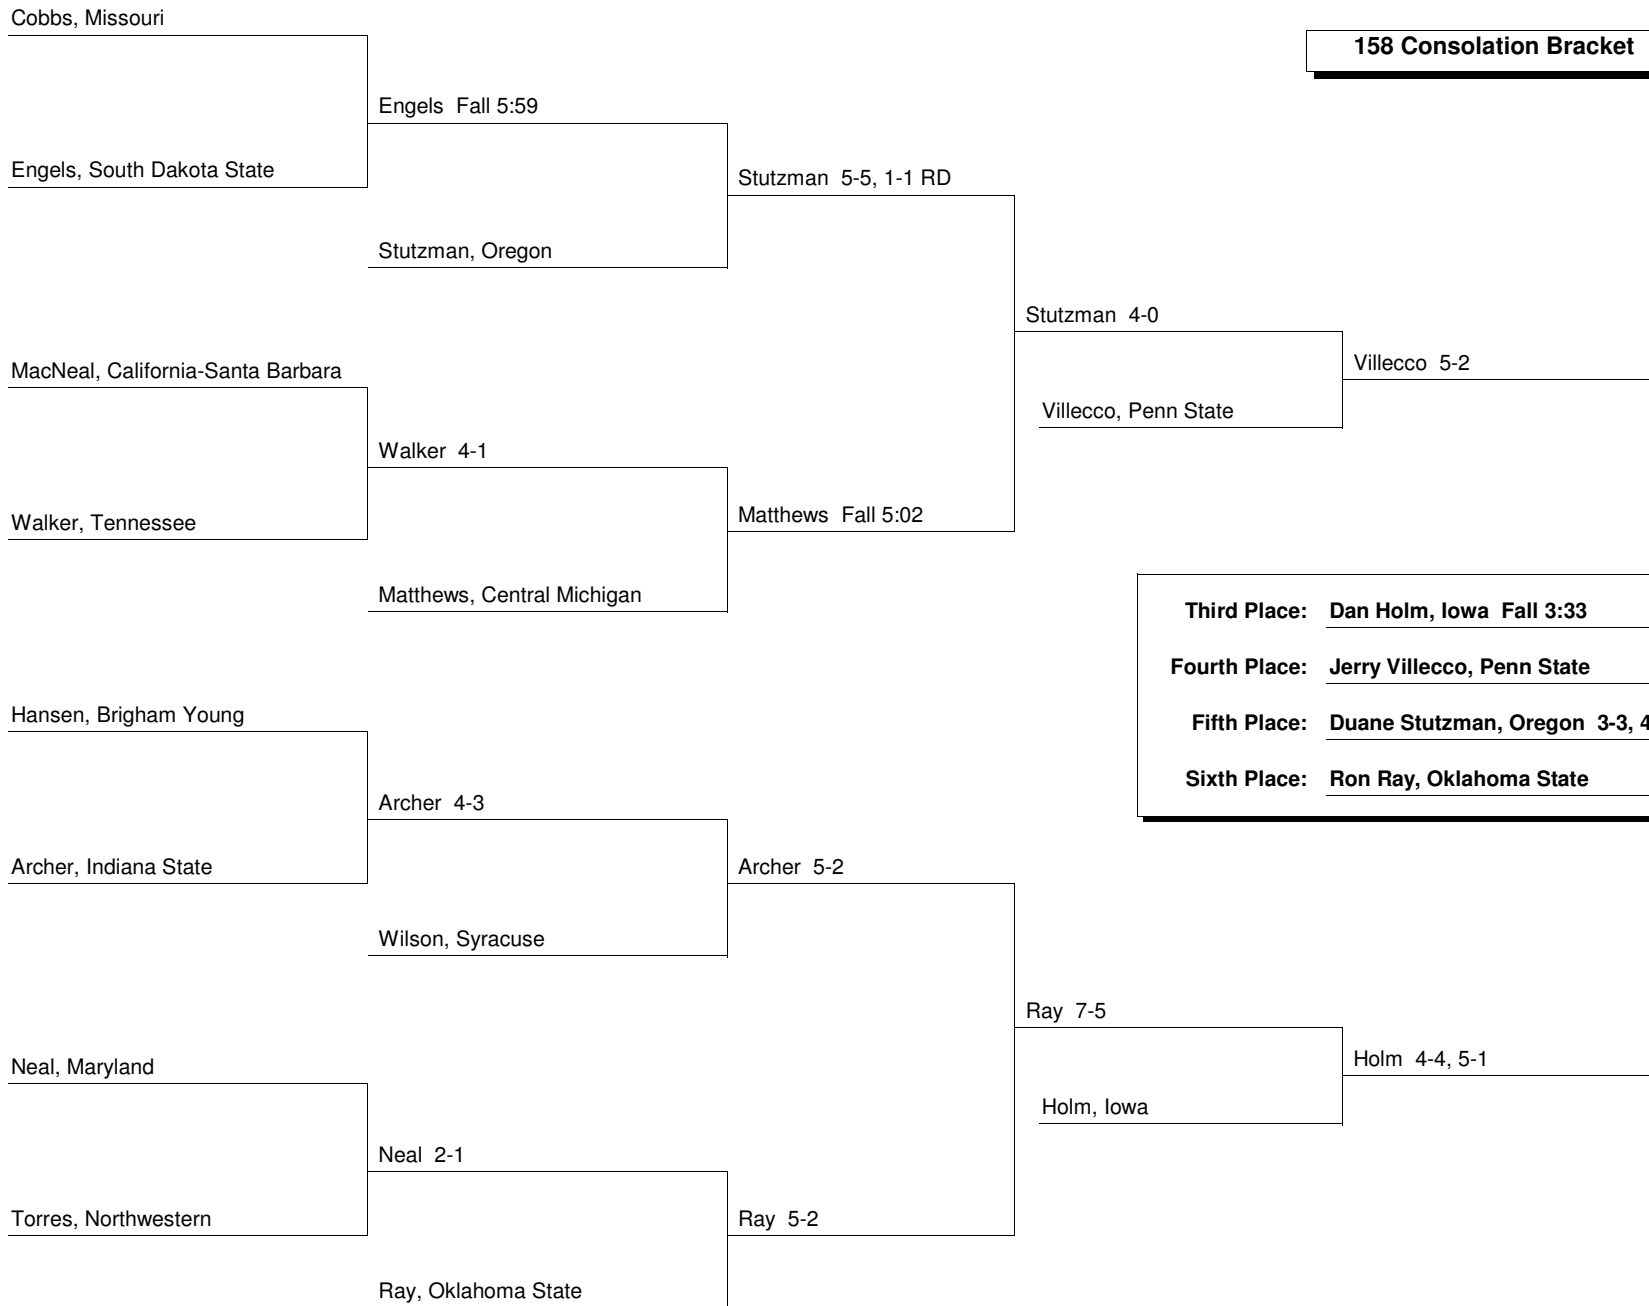 Cobbs, Missouri
158 Consolation Bracket
Engels Fall 5:59
Engels, South Dakota State
Stutzman 5-5, 1-1 RD
Stutzman, Oregon
Stutzman 4-0
MacNeal, California-Santa Barbara
Villecco 5-2
Villecco, Penn State
Walker 4-1
Walker, Tennessee
Matthews Fall 5:02
Matthews, Central Michigan
Third Place: Dan Holm, Iowa Fall 3:33
Fourth Place: Jerry Villecco, Penn State
Hansen, Brigham Young
Fifth Place: Duane Stutzman, Oregon 3-3, 4
Sixth Place: Ron Ray, Oklahoma State
Archer 4-3
Archer, Indiana State
Archer 5-2
Wilson, Syracuse
Ray 7-5
Neal, Maryland
Holm 4-4, 5-1
Holm, Iowa
Neal 2-1
Torres, Northwestern
Ray 5-2
Ray, Oklahoma State